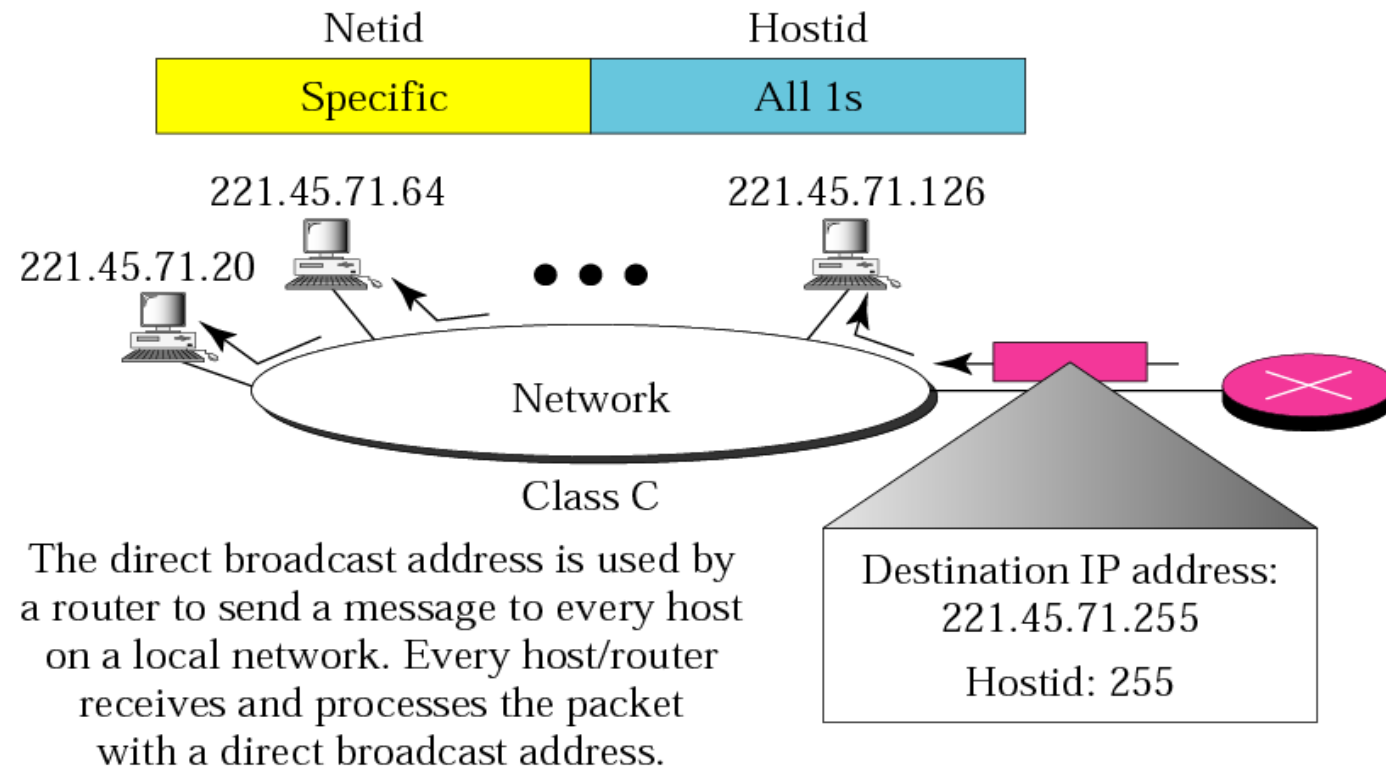 Netid
Hostid
Specific
All 1s
221.45.71.64
221.45.71.126
221.45.71.20
Network
Class C
The direct broadcast address is used by
a router to send a message to every host
on a local network. Every host/router
receives and processes the packet
with a direct broadcast address.
Destination IP address:
221.45.71.255
Hostid: 255